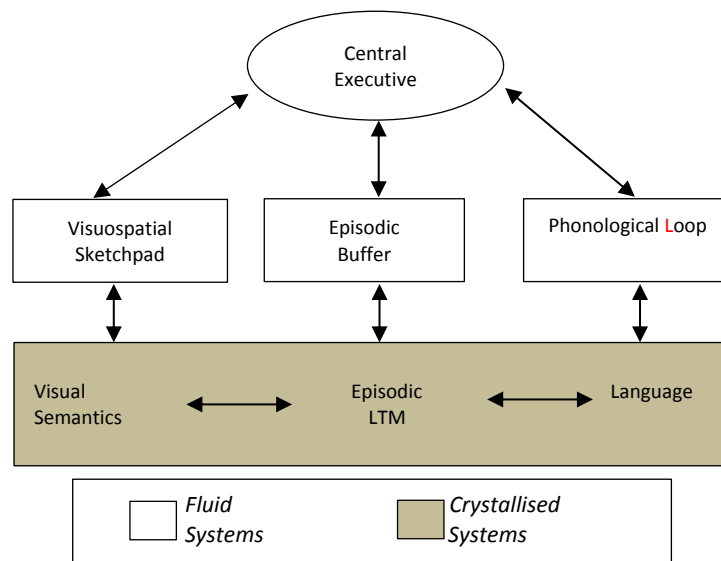 Central
Executive
Visuospatial
Sketchpad
Episodic
Buffer
Phonological Loop
Visual
Semantics
Episodic
LTM
Language
Fluid
Systems
Crystallised
Systems